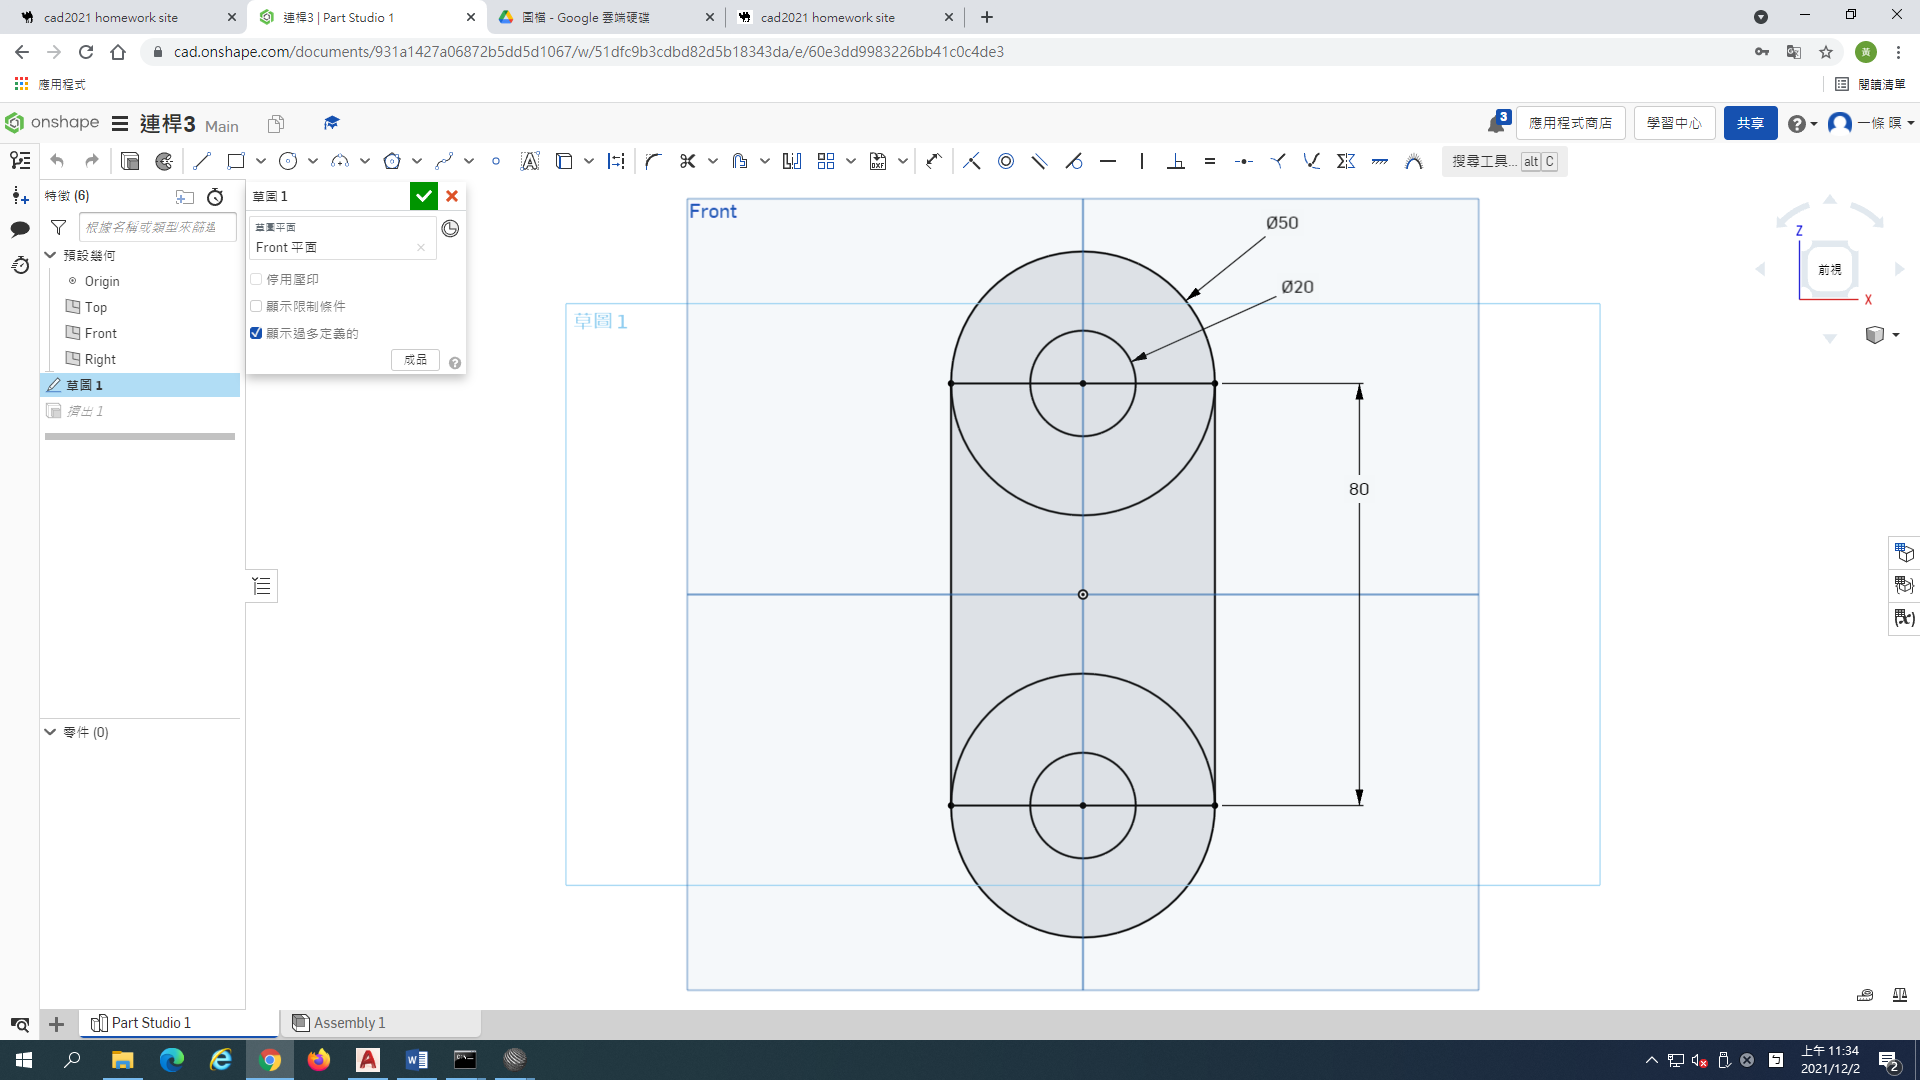 cad2021 homework site
連桿3 | Part Studio 1
圖檔 - Google 雲端硬碟
cad2021 homework site
cad.onshape.com/documents/931a1427a06872b5dd5d1067/w/51dfc9b3cdbd82d5b18343da/e/60e3dd9983226bb41c0c4de3
黃
應用程式
閱讀清單
onshape
連桿3 Main
3
應用程式商店
學習中心
共享
一條 暝
搜尋工具... alt C
特徵 (6)
根據名稱或類型來篩選
預設幾何
Origin
Top
Front
Right
草圖 1
擠出 1
零件 (0)
草圖 1
草圖平面
Front 平面
停用壓印
顯示限制條件
顯示過多定義的
成品
Front
草圖 1
Ø50
Ø20
80
Z
前視
X
Part Studio 1
Assembly 1
上午 11:34
2021/12/2
2